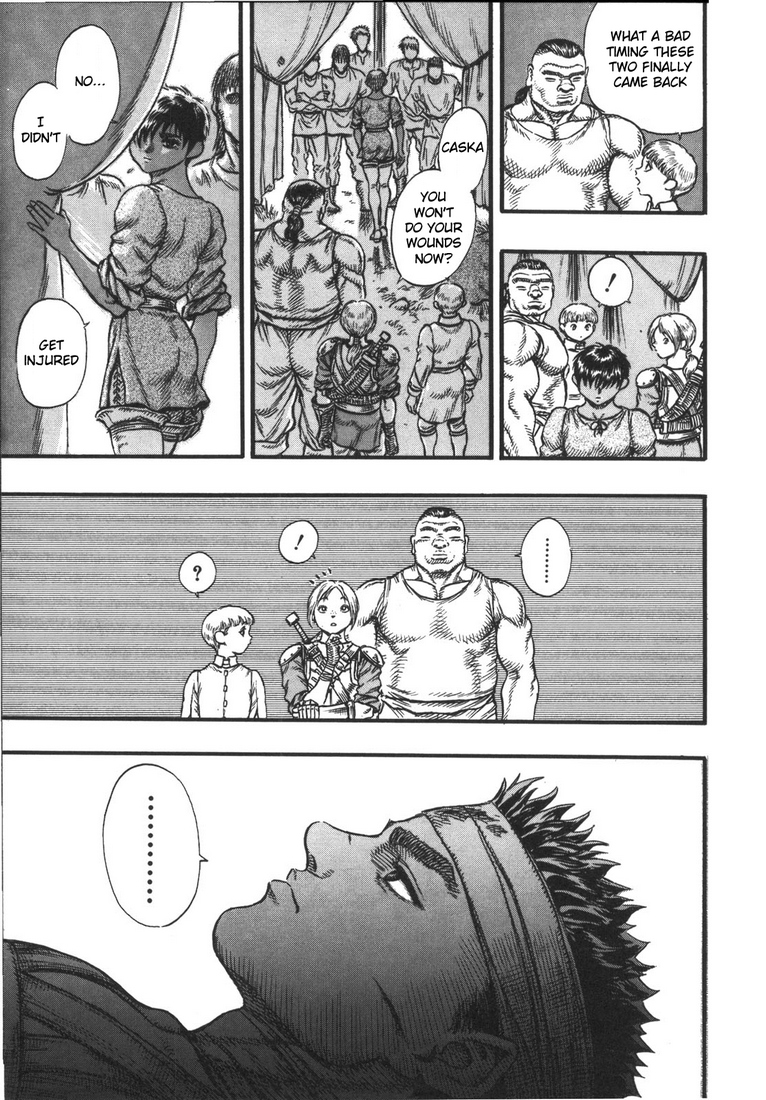 WHAT A BAD
TIMING THESE
TWO FINALLY
CAME BACK
!
CASKA
YOU
WON'T
DO YOUR
WOUNDS
NOW?
NO...
I
DIDN'T
GET
INJURED
........
!
?
............